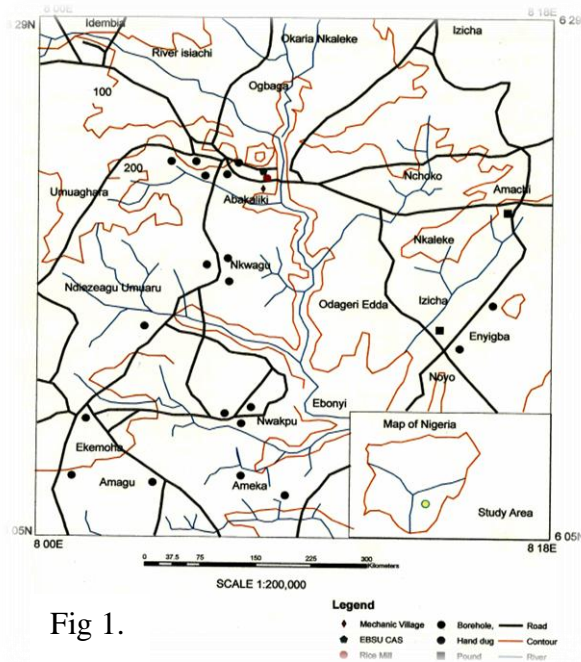 8 00E
8 18E
6 29N
6 29
Idembia
Okaria Nkaleke
Izicha
River isiachi
Ogbaga
100
200
Nchoko
Umuaghara
Abakaliki
Amachi
Nkaleke
Nkwagu
Ndiezeagu Umuaru
Izicha
Odageri Edda
Enyigba
Noyo
Ebonyi
Nwakpu
Map of Nigeria
Ekemoha
Amagu
Ameka
Study Area
6 05N
6 05
8 00E
8 18E
0 37.5 75 150 225 300
Kilometers
SCALE 1:200,000
Legend
Mechanic Village Borehole, Road
EBSU CAS Hand dug Contour
Rice Mill Pound River
Fig 1.